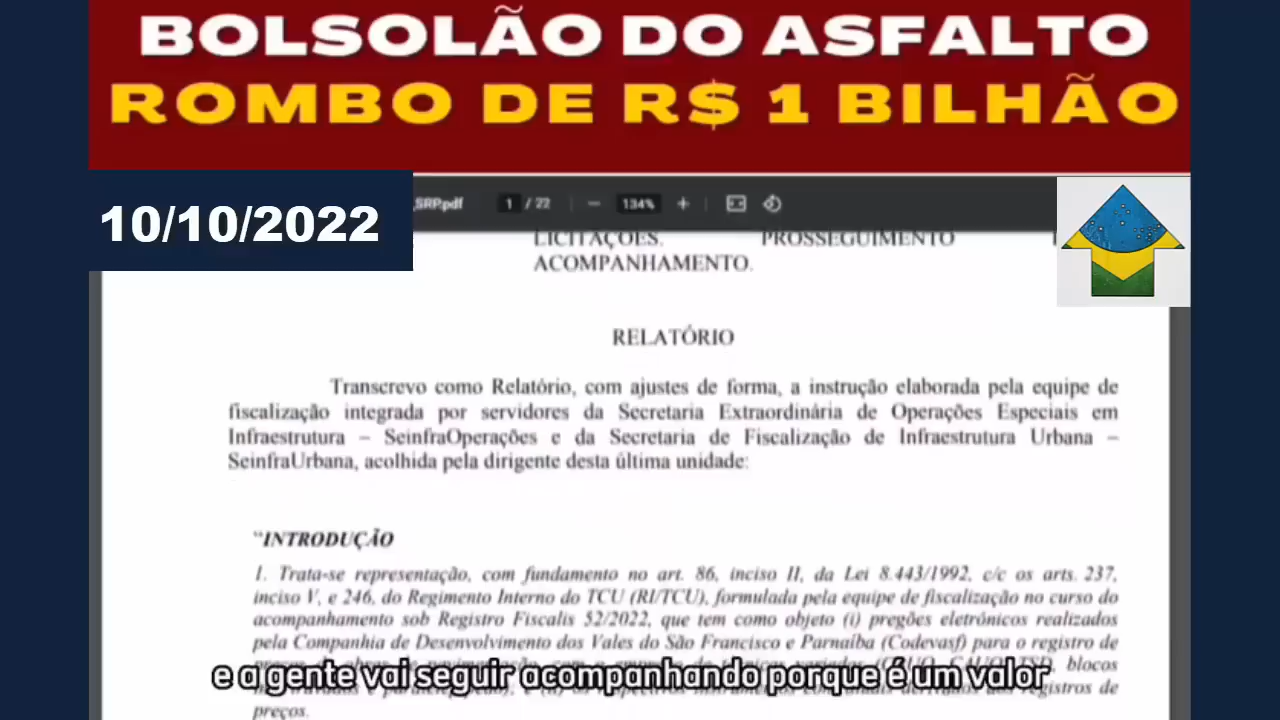 BOLSOLÃO DO ASFALTO
ROMBO DE R$ 1 BILHÃO
10/10/2022
_SRP.pdf 1 / 22 — 134% +
LICITAÇÕES. PROSSEGUIMENTO
ACOMPANHAMENTO.
RELATÓRIO
Transcrevo como Relatório, com ajustes de forma, a instrução elaborada pela equipe de
fiscalização integrada por servidores da Secretaria Extraordinária de Operações Especiais em
Infraestrutura – SeinfraOperações e da Secretaria de Fiscalização de Infraestrutura Urbana –
SeinfraUrbana, acolhida pela dirigente desta última unidade:
"INTRODUÇÃO
1. Trata-se representação, com fundamento no art. 86, inciso II, da Lei 8.443/1992, c/c os arts. 237,
inciso V, e 246, do Regimento Interno do TCU (RI/TCU), formulada pela equipe de fiscalização no curso do
acompanhamento sob Registro Fiscalis 52/2022, que tem como objeto (i) pregões eletrônicos realizados
pela Companhia de Desenvolvimento dos Vales do São Francisco e Parnaíba (Codevasf) para o registro de
blocos
e a gente vai seguir acompanhando porque é um valor
registros de
preços.